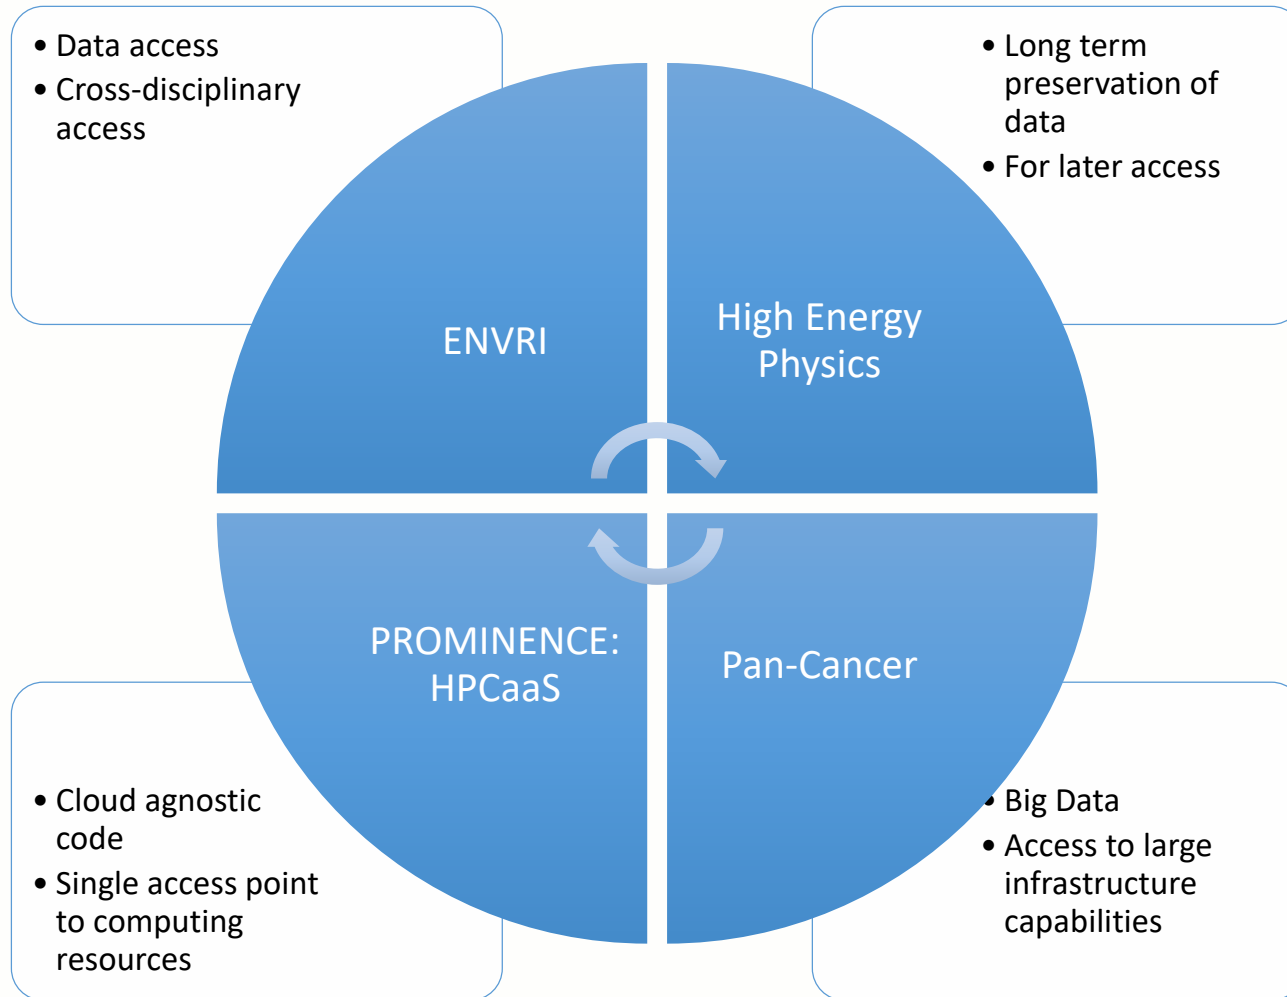 • Data access
• Cross-disciplinary
access
• Long term
preservation of
data
• For later access
ENVRI
High Energy
Physics
PROMINENCE:
HPCaaS
Pan-Cancer
• Cloud agnostic
code
• Single access point
to computing
resources
• Big Data
• Access to large
infrastructure
capabilities